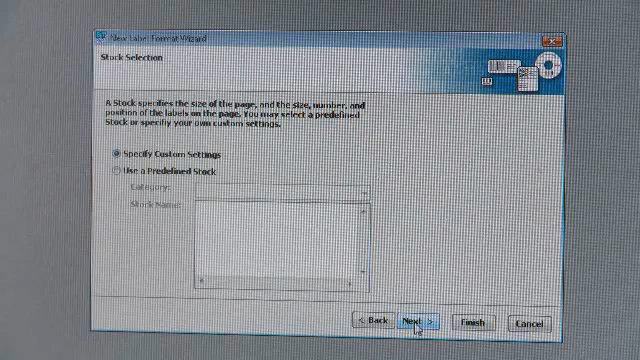 New Label Format Wizard
Stock Selection
A Stock specifies the size of the page, and the size, number, and
position of the labels on the page. You may select a predefined
Stock or specifiy your own custom settings.
Specify Custom Settings
Use a Predefined Stock
Category:
Stock Name:
< Back
Next >
Finish
Cancel